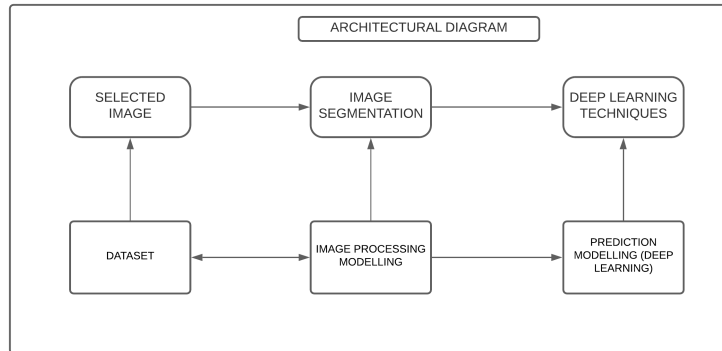 ARCHITECTURAL DIAGRAM
SELECTED
IMAGE
IMAGE
SEGMENTATION
DEEP LEARNING
TECHNIQUES
DATASET
IMAGE PROCESSING
MODELLING
PREDICTION
MODELLING (DEEP
LEARNING)